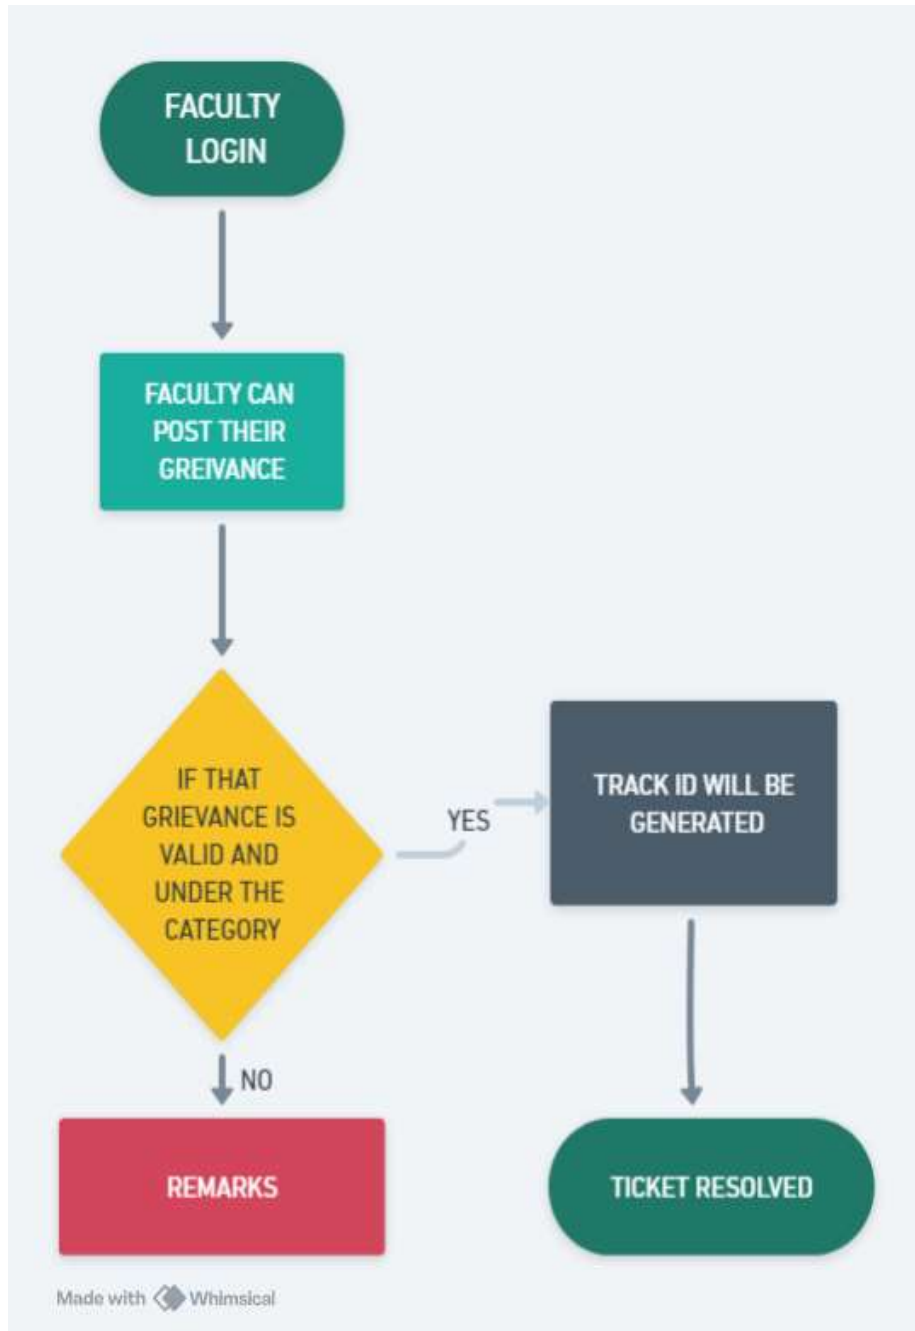 FACULTY
LOGIN
FACULTY CAN
POST THEIR
GREIVANCE
IF THAT
GRIEVANCE IS
VALID AND
UNDER THE
CATEGORY
YES
TRACK ID WILL BE
GENERATED
NO
REMARKS
TICKET RESOLVED
Made with Whimsical